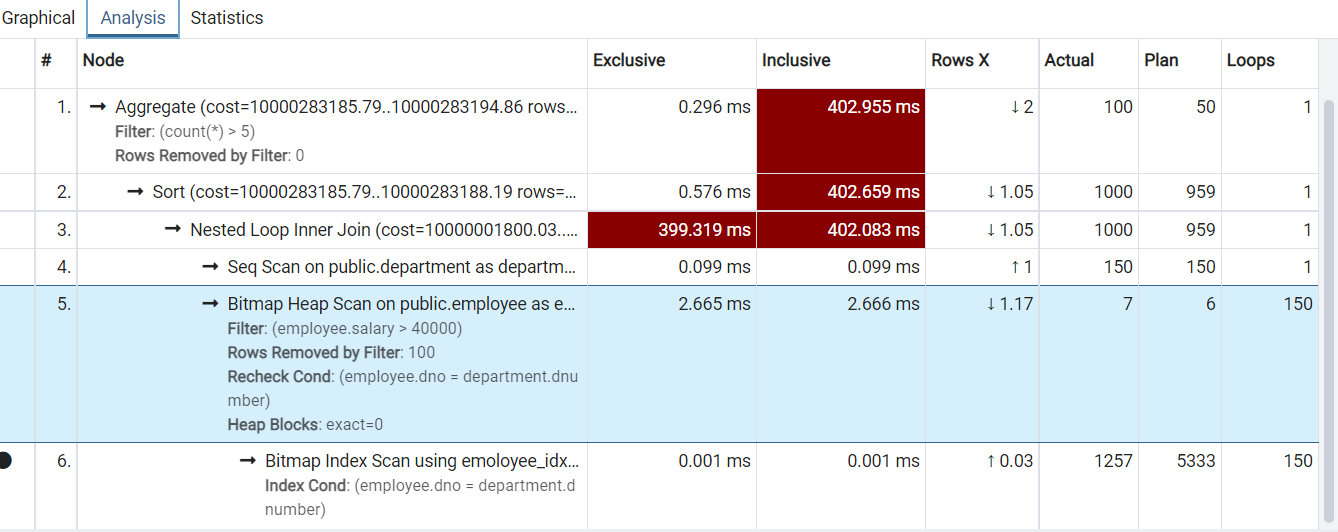 Graphical Analysis Statistics
# Node Exclusive Inclusive Rows X Actual Plan Loops
1. → Aggregate (cost=10000283185.79..10000283194.86 rows... 0.296 ms 402.955 ms ↓ 2 100 50 1
Filter: (count(*) > 5)
Rows Removed by Filter: 0
2. → Sort (cost=10000283185.79..10000283188.19 rows=... 0.576 ms 402.659 ms ↓ 1.05 1000 959 1
3. → Nested Loop Inner Join (cost=10000001800.03..... 399.319 ms 402.083 ms ↓ 1.05 1000 959 1
4. → Seq Scan on public.department as departm... 0.099 ms 0.099 ms ↑ 1 150 150 1
5. → Bitmap Heap Scan on public.employee as e... 2.665 ms 2.666 ms ↓ 1.17 7 6 150
Filter: (employee.salary > 40000)
Rows Removed by Filter: 100
Recheck Cond: (employee.dno = department.dnu
mber)
Heap Blocks: exact=0
6. → Bitmap Index Scan using emoloyee_idx... 0.001 ms 0.001 ms ↑ 0.03 1257 5333 150
Index Cond: (employee.dno = department.d
number)